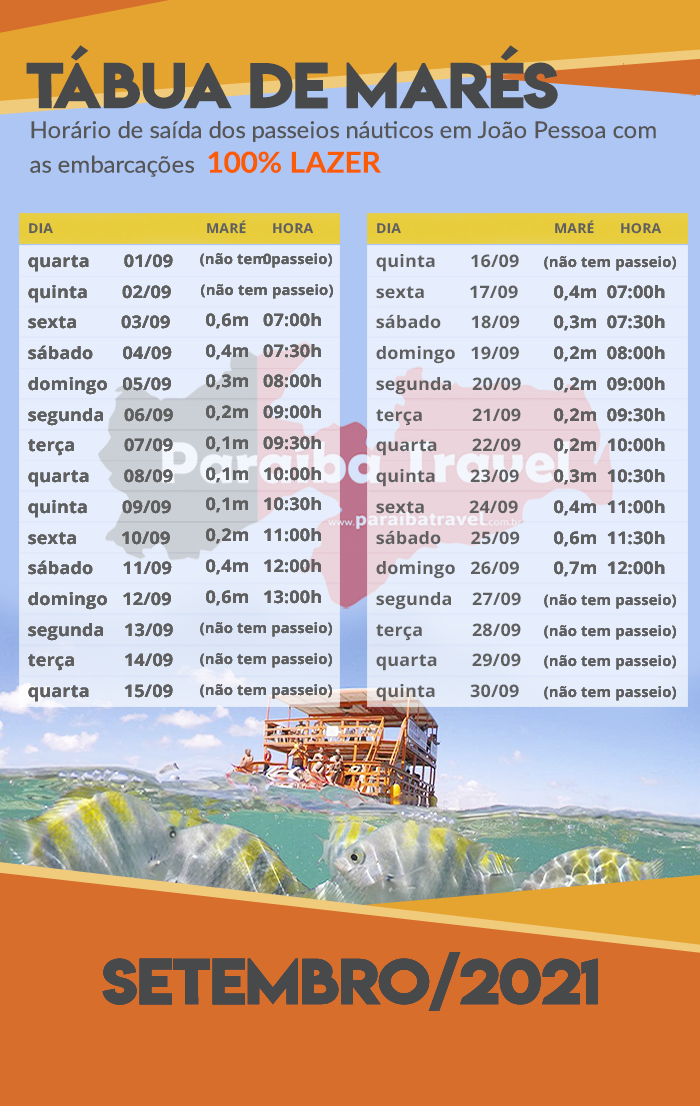 TÁBUA DE MARÉS
Horário de saída dos passeios náuticos em João Pessoa com
as embarcações 100% LAZER
DIA MARÉ HORA
quarta 01/09 (não tem0passeio)
quinta 02/09 (não tem passeio)
sexta 03/09 0,6m 07:00h
sábado 04/09 0,4m 07:30h
domingo 05/09 0,3m 08:00h
segunda 06/09 0,2m 09:00h
terça 07/09 0,1m 09:30h
quarta 08/09 0,1m 10:00h
quinta 09/09 0,1m 10:30h
sexta 10/09 0,2m 11:00h
sábado 11/09 0,4m 12:00h
domingo 12/09 0,6m 13:00h
segunda 13/09 (não tem passeio)
terça 14/09 (não tem passeio)
quarta 15/09 (não tem passeio)
DIA MARÉ HORA
quinta 16/09 (não tem passeio)
sexta 17/09 0,4m 07:00h
sábado 18/09 0,3m 07:30h
domingo 19/09 0,2m 08:00h
segunda 20/09 0,2m 09:00h
terça 21/09 0,2m 09:30h
quarta 22/09 0,2m 10:00h
quinta 23/09 0,3m 10:30h
sexta 24/09 0,4m 11:00h
sábado 25/09 0,6m 11:30h
domingo 26/09 0,7m 12:00h
segunda 27/09 (não tem passeio)
terça 28/09 (não tem passeio)
quarta 29/09 (não tem passeio)
quinta 30/09 (não tem passeio)
Paraíba Travel
www.paraibatravel.com.br
SETEMBRO/2021